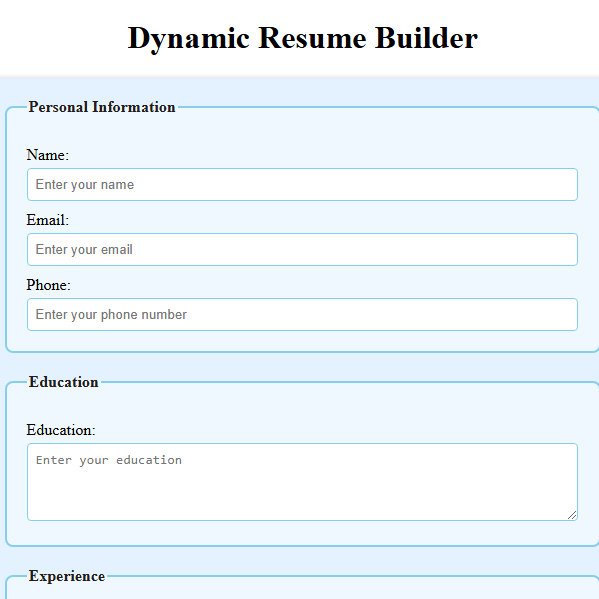 Dynamic Resume Builder
Personal Information
Name:
Enter your name
Email:
Enter your email
Phone:
Enter your phone number
Education
Education:
Enter your education
Experience